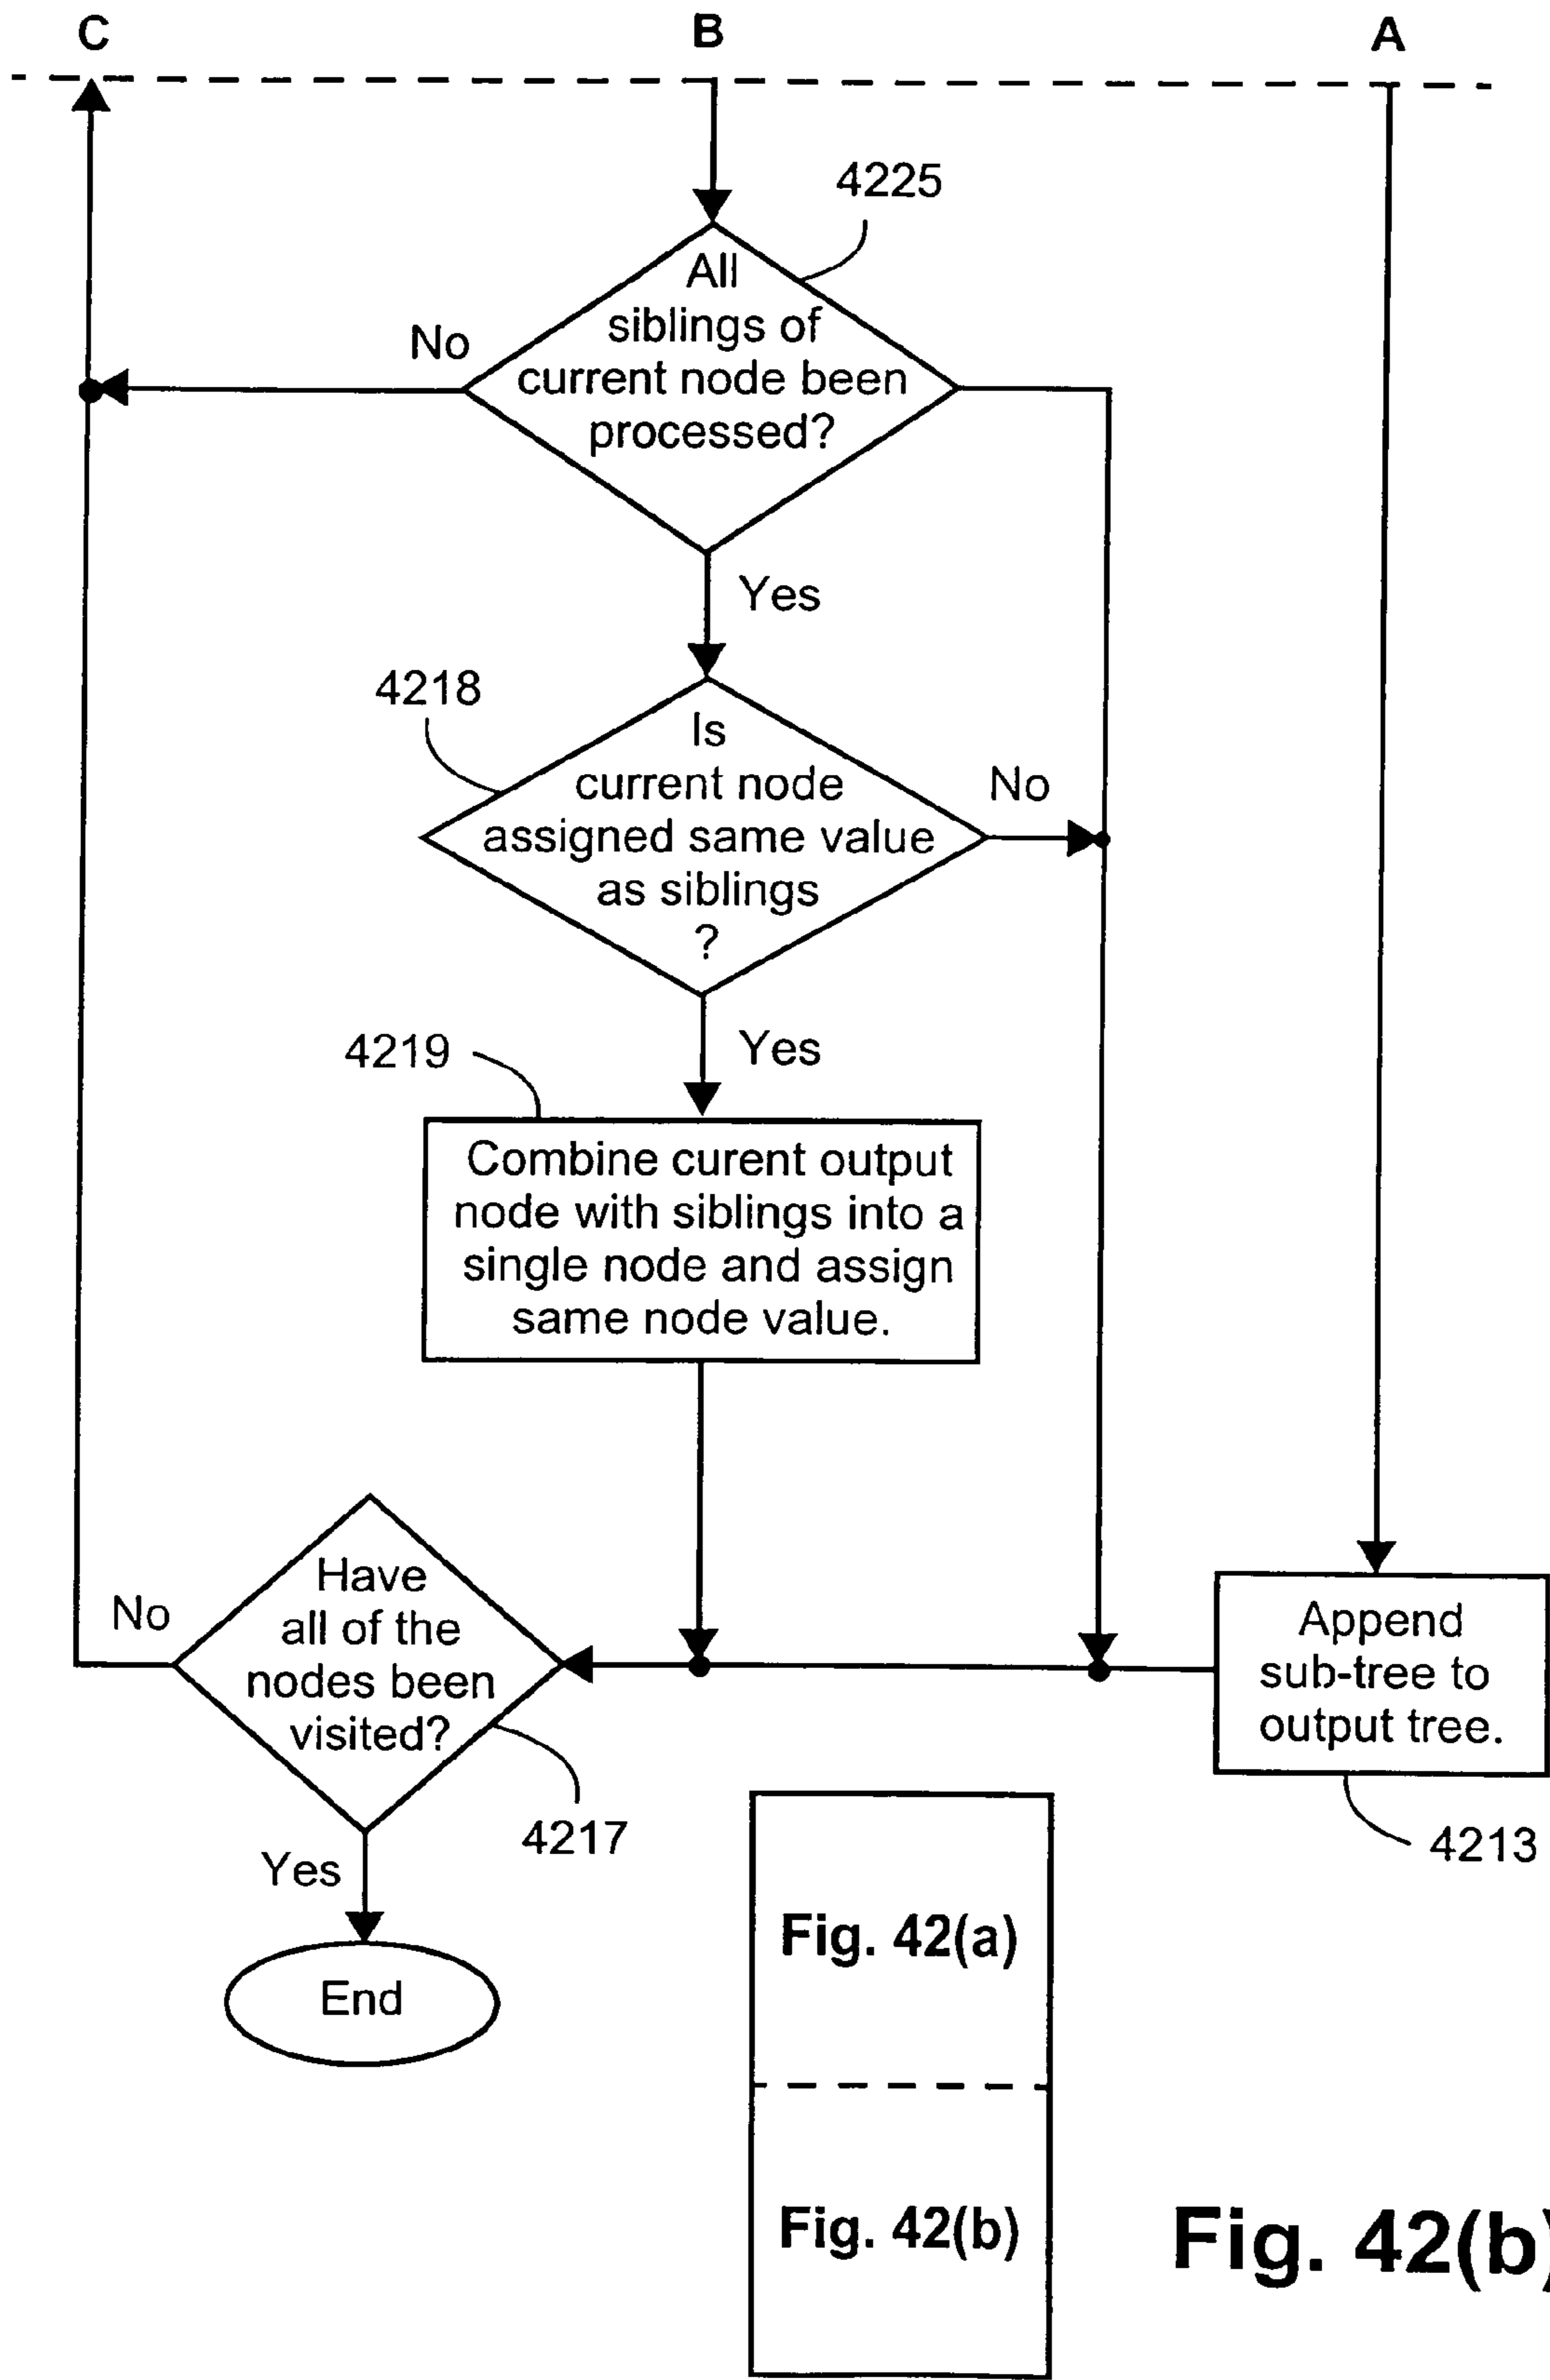 C
B
A
4225
All
siblings of
current node been
processed?
No
Yes
4218
Is
current node
assigned same value
as siblings
?
No
Yes
4219
Combine curent output
node with siblings into a
single node and assign
same node value.
Have
all of the
nodes been
visited?
No
4217
Yes
End
Append
sub-tree to
output tree.
4213
Fig. 42(a)
Fig. 42(b)
Fig. 42(b)